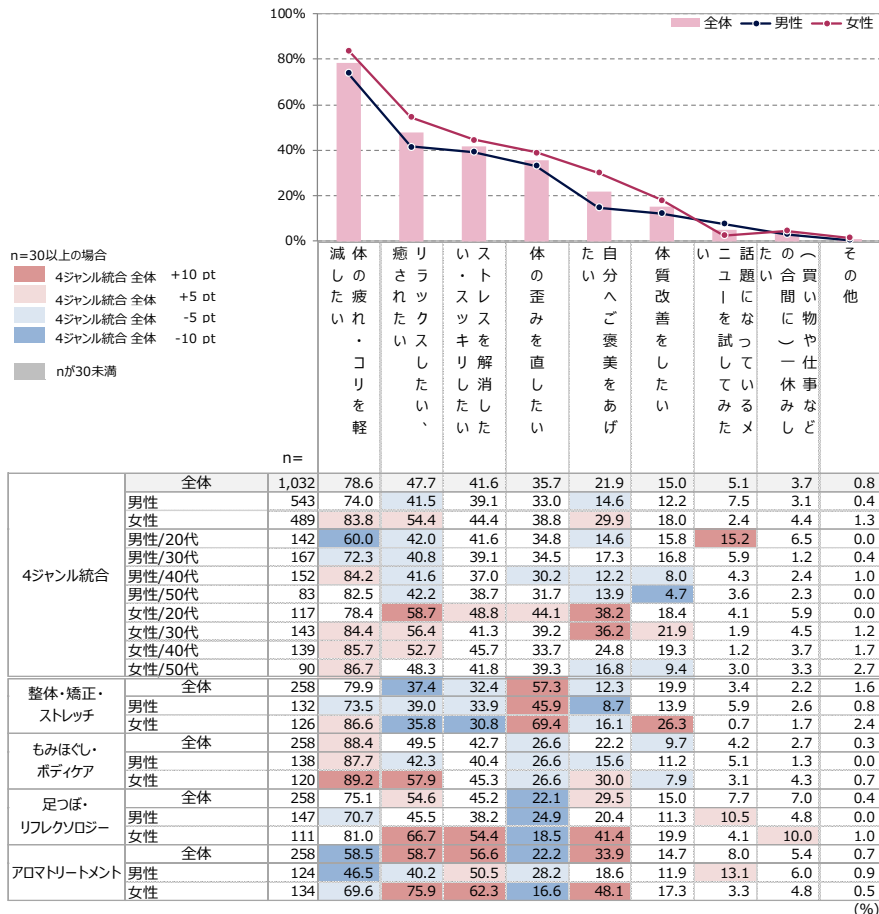 100%
全体 男性 女性
80%
60%
40%
20%
0%
n=30以上の場合
4ジャンル統合 全体 +10 pt
4ジャンル統合 全体 +5 pt
4ジャンル統合 全体 -5 pt
4ジャンル統合 全体 -10 pt
nが30未満
体の疲れ・コリを軽
減したい
リラックスしたい、
癒されたい
ストレスを解消した
い・スッキリしたい
体の歪みを直したい
自分へご褒美をあげ
たい
体質改善をしたい
話題になっているメ
ニューを試してみた
い
(買い物や仕事など
の合間に)一休みし
たい
その他
n=
4ジャンル統合
全体 1,032 78.6 47.7 41.6 35.7 21.9 15.0 5.1 3.7 0.8
男性 543 74.0 41.5 39.1 33.0 14.6 12.2 7.5 3.1 0.4
女性 489 83.8 54.4 44.4 38.8 29.9 18.0 2.4 4.4 1.3
男性/20代 142 60.0 42.0 41.6 34.8 14.6 15.8 15.2 6.5 0.0
男性/30代 167 72.3 40.8 39.1 34.5 17.3 16.8 5.9 1.2 0.4
男性/40代 152 84.2 41.6 37.0 30.2 12.2 8.0 4.3 2.4 1.0
男性/50代 83 82.5 42.2 38.7 31.7 13.9 4.7 3.6 2.3 0.0
女性/20代 117 78.4 58.7 48.8 44.1 38.2 18.4 4.1 5.9 0.0
女性/30代 143 84.4 56.4 41.3 39.2 36.2 21.9 1.9 4.5 1.2
女性/40代 139 85.7 52.7 45.7 33.7 24.8 19.3 1.2 3.7 1.7
女性/50代 90 86.7 48.3 41.8 39.3 16.8 9.4 3.0 3.3 2.7
整体・矯正・
ストレッチ
全体 258 79.9 37.4 32.4 57.3 12.3 19.9 3.4 2.2 1.6
男性 132 73.5 39.0 33.9 45.9 8.7 13.9 5.9 2.6 0.8
女性 126 86.6 35.8 30.8 69.4 16.1 26.3 0.7 1.7 2.4
もみほぐし・
ボディケア
全体 258 88.4 49.5 42.7 26.6 22.2 9.7 4.2 2.7 0.3
男性 138 87.7 42.3 40.4 26.6 15.6 11.2 5.1 1.3 0.0
女性 120 89.2 57.9 45.3 26.6 30.0 7.9 3.1 4.3 0.7
足つぼ・
リフレクソロジー
全体 258 75.1 54.6 45.2 22.1 29.5 15.0 7.7 7.0 0.4
男性 147 70.7 45.5 38.2 24.9 20.4 11.3 10.5 4.8 0.0
女性 111 81.0 66.7 54.4 18.5 41.4 19.9 4.1 10.0 1.0
アロマトリートメント
全体 258 58.5 58.7 56.6 22.2 33.9 14.7 8.0 5.4 0.7
男性 124 46.5 40.2 50.5 28.2 18.6 11.9 13.1 6.0 0.9
女性 134 69.6 75.9 62.3 16.6 48.1 17.3 3.3 4.8 0.5
(%)